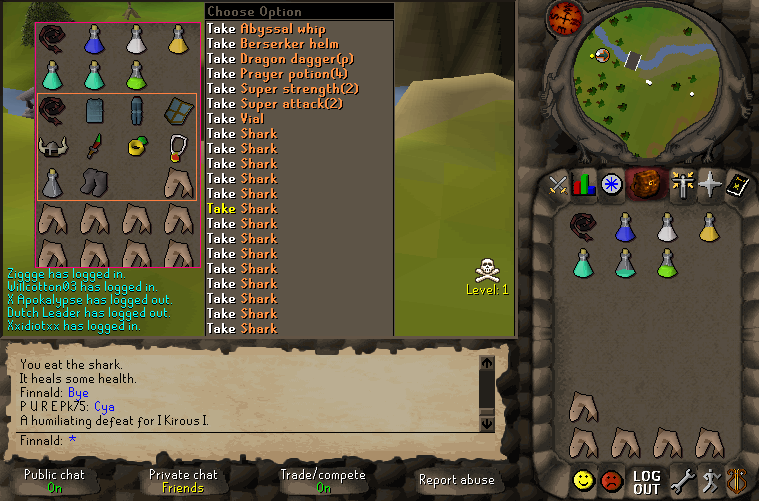 Choose Option
Take Abyssal whip
Take Berserker helm
Take Dragon dagger(p)
Take Prayer potion(4)
Take Super strength(2)
Take Super attack(2)
Take Vial
Take Shark
Take Shark
Take Shark
Take Shark
Take Shark
Take Shark
Take Shark
Take Shark
Take Shark
Take Shark
Take Shark
Take Shark
Take Shark
Take Shark
Ziggge has logged in.
Wilcotton03 has logged in.
X Apokalypse has logged out.
Dutch Leader has logged out.
Xxidiotxx has logged in.
Level: 1
You eat the shark.
It heals some health.
Finnald: Bye
P U R E Pk75: Cya
A humiliating defeat for I Kirous I.
Finnald: *
Public chat
On
Private chat
Friends
Trade/compete
On
Report abuse
LOG
OUT